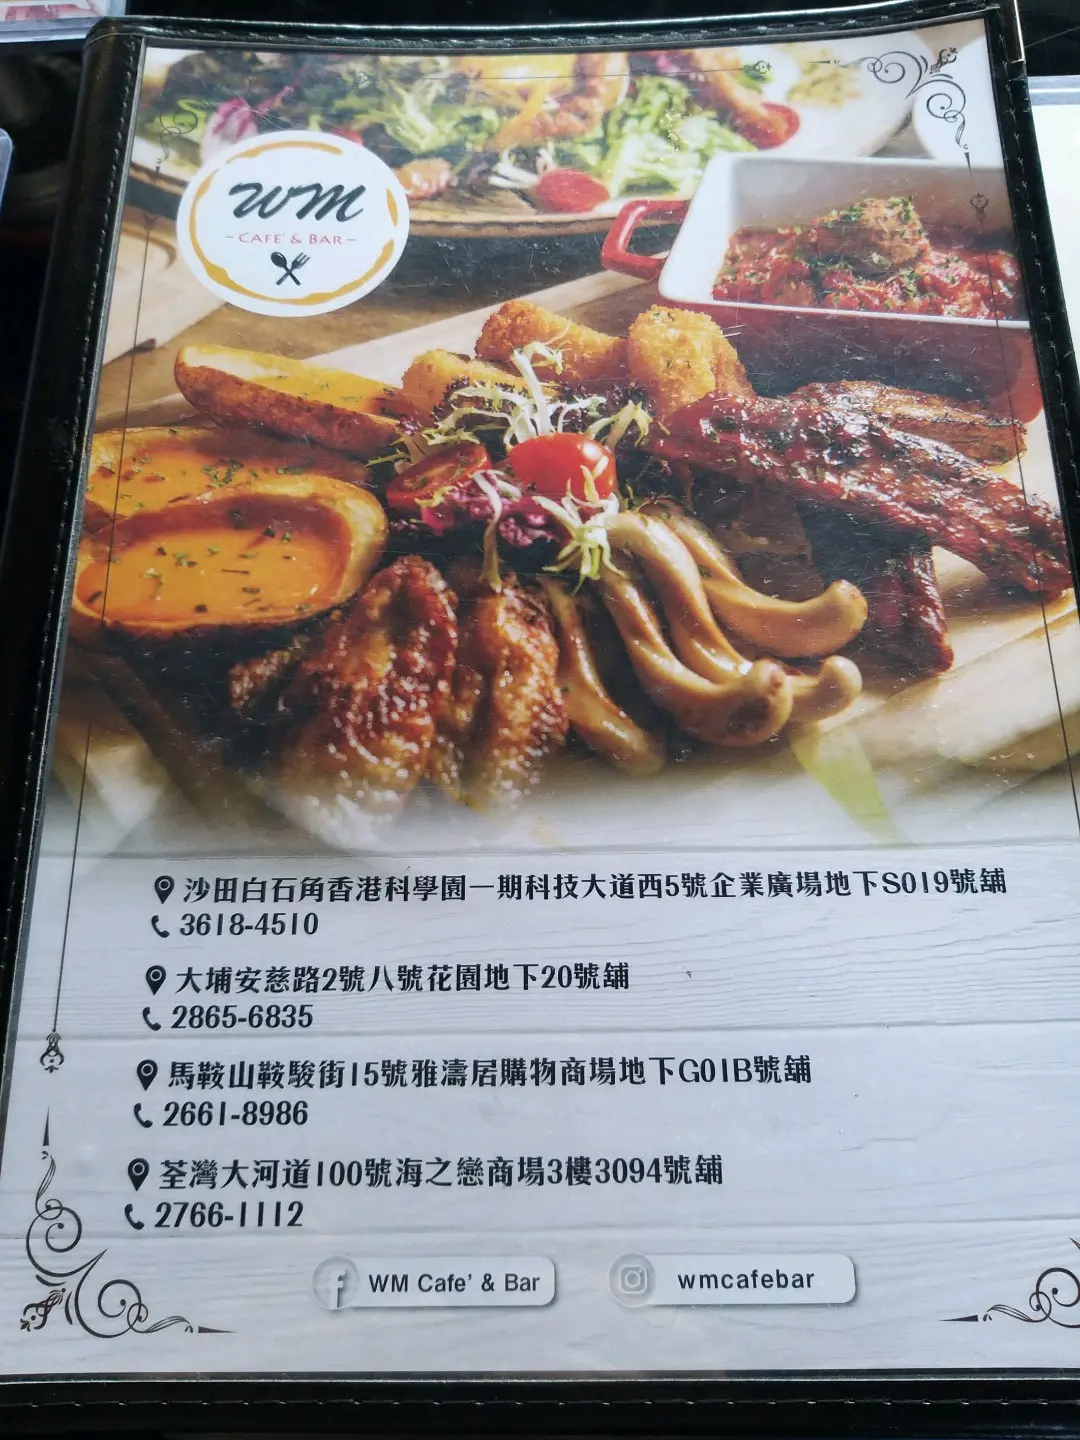 WM
CAFE' & BAR
沙田白石角香港科學園一期科技大道西5號企業廣場地下S019號舖
3618-4510
大埔安慈路2號八號花園地下20號舖
2865-6835
馬鞍山鞍駿街15號雅濤居購物商場地下G01B號舖
2661-8986
荃灣大河道100號海之戀商場3樓3094號舖
2766-1112
f WM Cafe' & Bar
wmcafebar